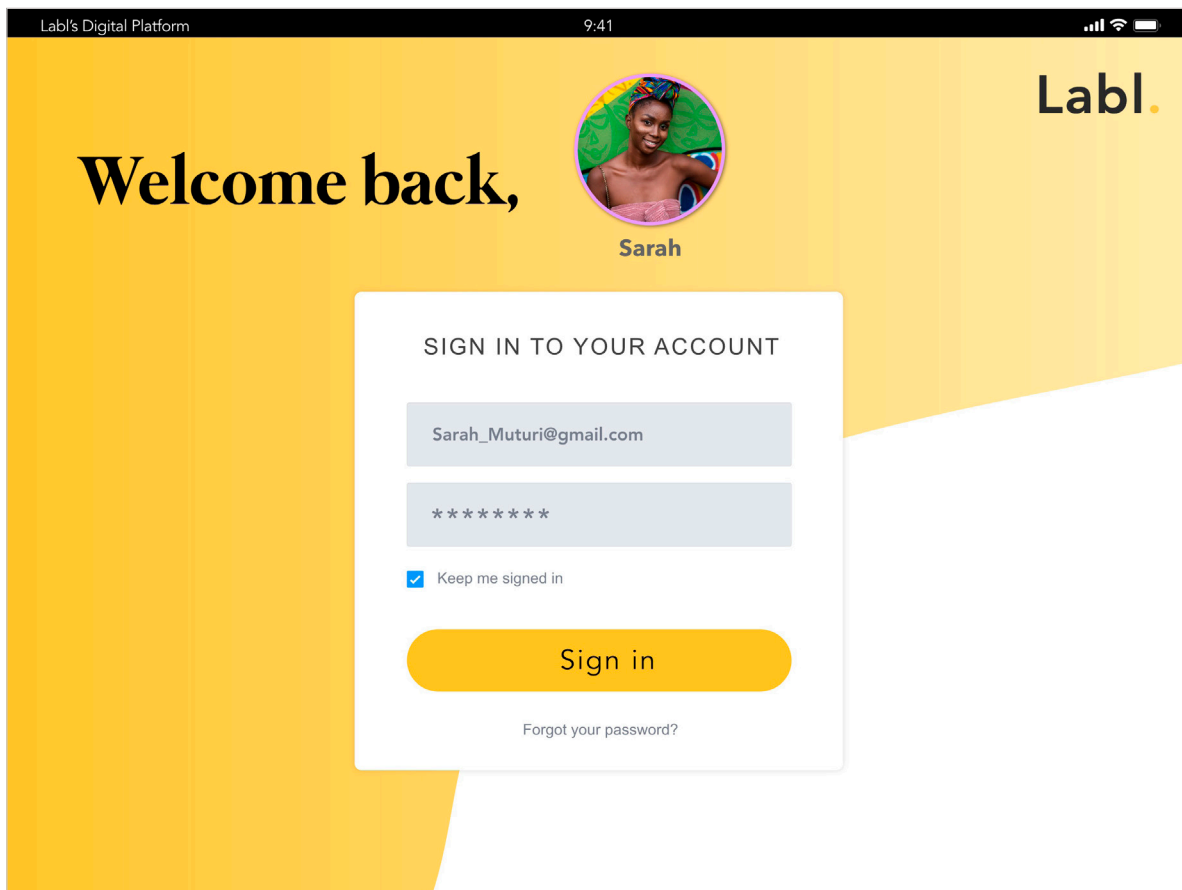 Labl's Digital Platform
9:41
Labl.
Welcome back,
Sarah
SIGN IN TO YOUR ACCOUNT
Sarah_Muturi@gmail.com
********
Keep me signed in
Sign in
Forgot your password?